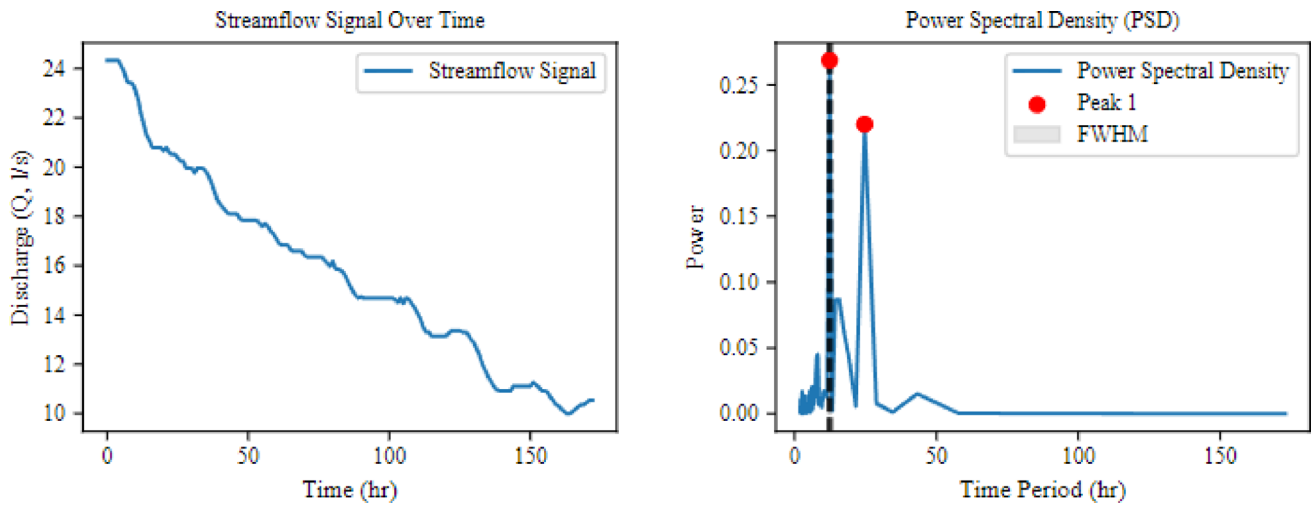 Streamflow Signal Over Time
Streamflow Signal
24
22
20
18
16
14
12
10
Discharge (Q, l/s)
0 50 100 150
Time (hr)
Power Spectral Density (PSD)
Power Spectral Density
Peak 1
FWHM
0.25
0.20
0.15
0.10
0.05
0.00
Power
0 50 100 150
Time Period (hr)